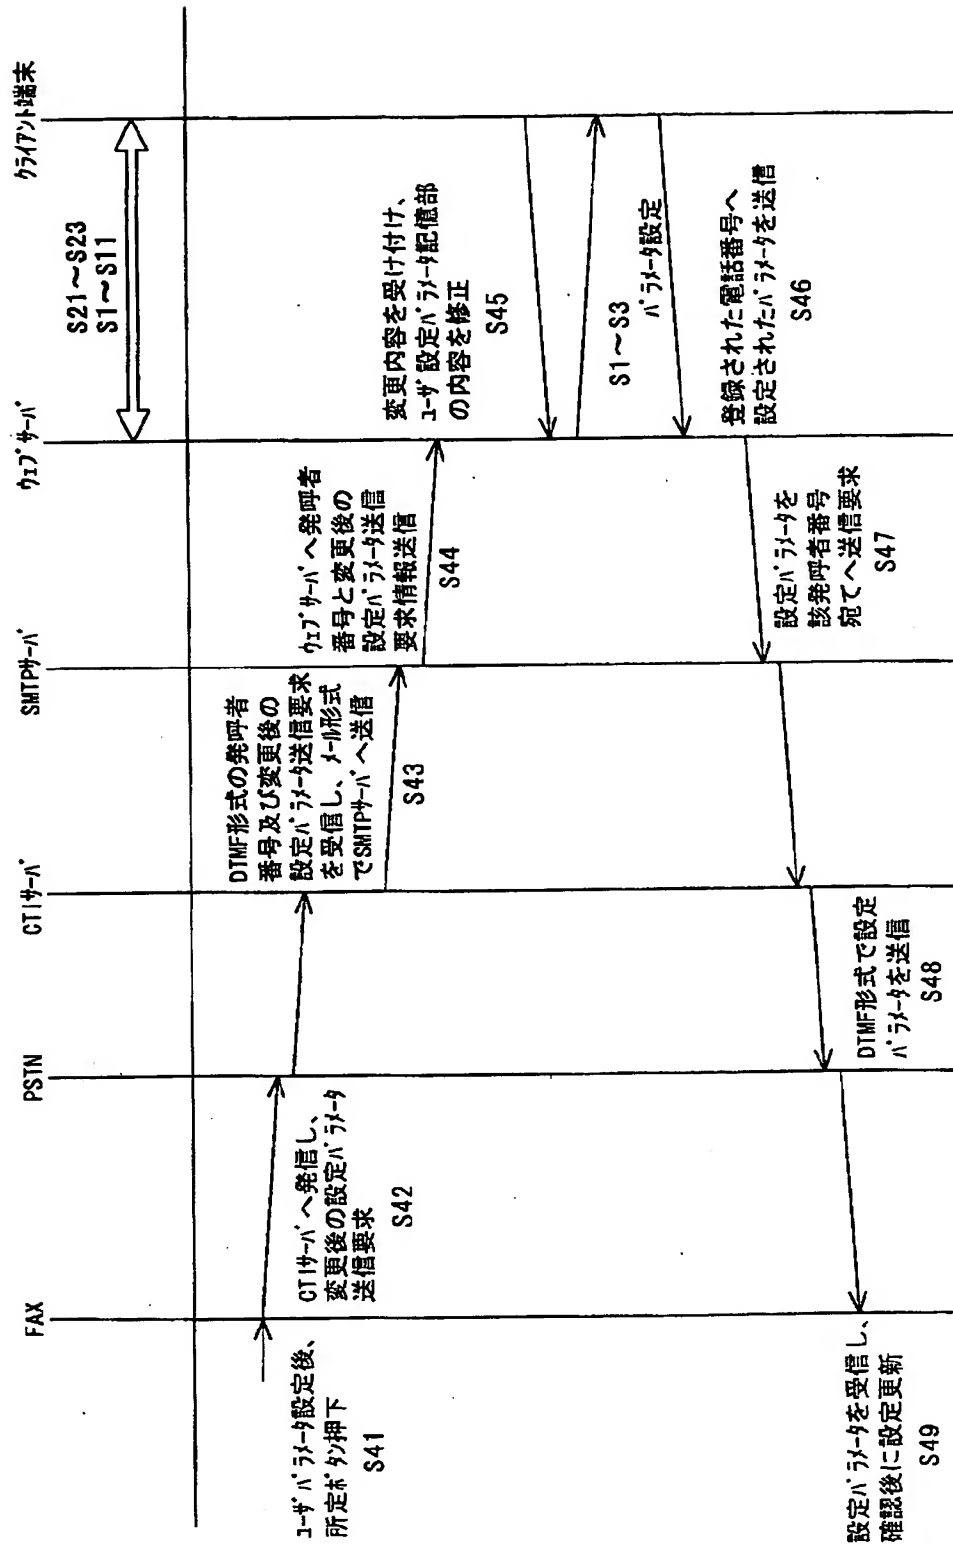 FAX
PSTN
CTIサーバ
SMTPサーバ
ウェブサーバ
クライアント端末
S21～S23
S1～S11
ユーザパラメータ設定後、
所定ボタン押下
S41
CTIサーバへ発信し、
変更後の設定パラメータ
送信要求
S42
DTMF形式の発呼者
番号及び変更後の
設定パラメータ送信要求
を受信し、メール形式
でSMTPサーバへ送信
S43
ウェブサーバへ発呼者
番号と変更後の
設定パラメータ送信
要求情報送信
S44
変更内容を受け付け、
ユーザ設定パラメータ記憶部
の内容を修正
S45
S1～S3
パラメータ設定
登録された電話番号へ
設定されたパラメータを送信
S46
設定パラメータを
該発呼者番号
宛てへ送信要求
S47
DTMF形式で設定
パラメータを送信
S48
設定パラメータを受信し、
確認後に設定更新
S49